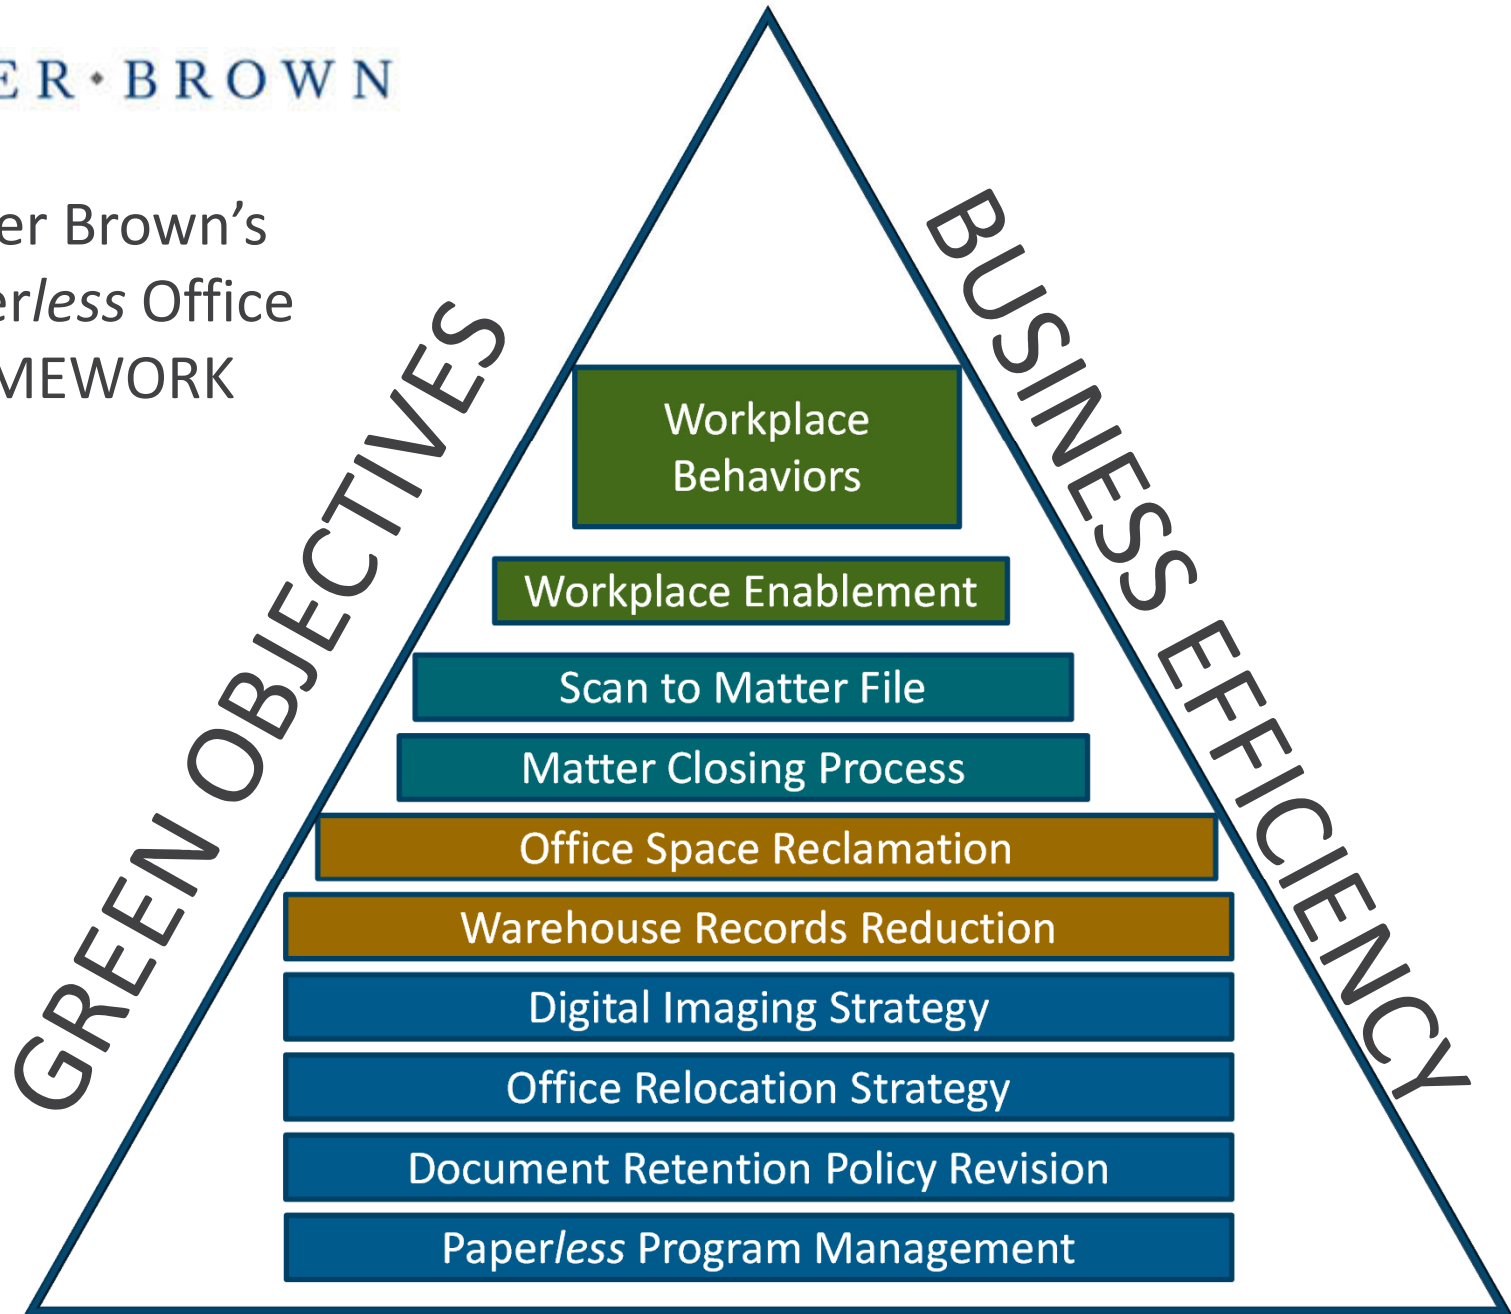 ER•BROWN
er Brown's
er less Office
MEWORK
GREEN OBJECTIVES
BUSINESS EFFICIENCY
Workplace
Behaviors
Workplace Enablement
Scan to Matter File
Matter Closing Process
Office Space Reclamation
Warehouse Records Reduction
Digital Imaging Strategy
Office Relocation Strategy
Document Retention Policy Revision
Paperless Program Management